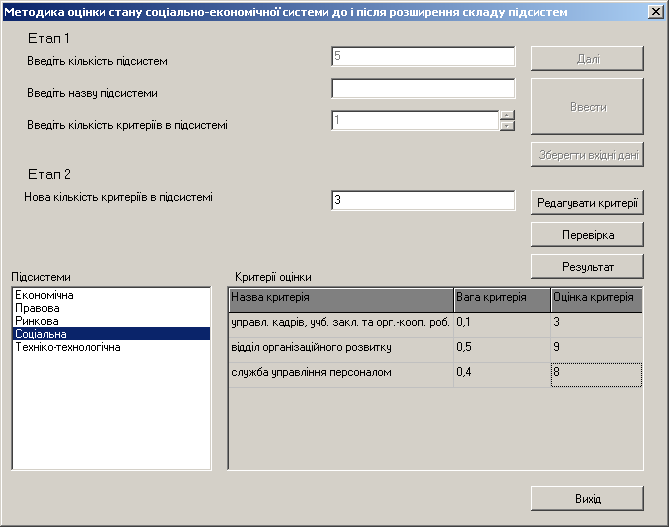 Методика оцінки стану соціально-економічної системи до і після розширення складу підсистем
Етап 1
Введіть кількість підсистем
5
Далі
Введіть назву підсистеми
Ввести
Введіть кількість критеріїв в підсистемі
1
Зберегти вхідні дані
Етап 2
Нова кількість критеріїв в підсистемі
3
Редагувати критерії
Перевірка
Результат
Підсистеми
Критерії оцінки
Економічна
Правова
Ринкова
Соціальна
Техніко-технологічна
Назва критерія Вага критерія Оцінка критерія
управл. кадрів, учб. закл. та орг.-кооп. роб. 0,1 3
відділ організаційного розвитку 0,5 9
служба управління персоналом 0,4 8
Вихід